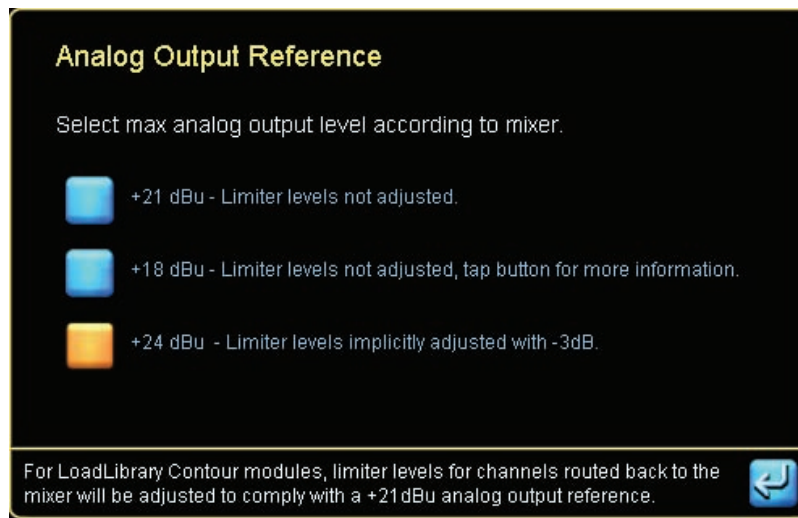 Analog Output Reference
Select max analog output level according to mixer.
+21 dBu - Limiter levels not adjusted.
+18 dBu - Limiter levels not adjusted, tap button for more information.
+24 dBu - Limiter levels implicitly adjusted with -3dB.
For LoadLibrary Contour modules, limiter levels for channels routed back to the
mixer will be adjusted to comply with a +21dBu analog output reference.